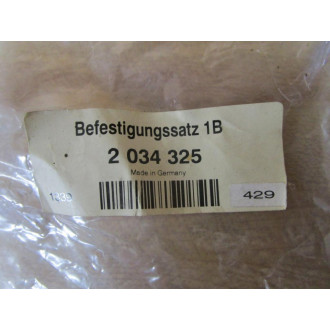 Befestigungssatz 1B
2 034 325
Made in Germany
429